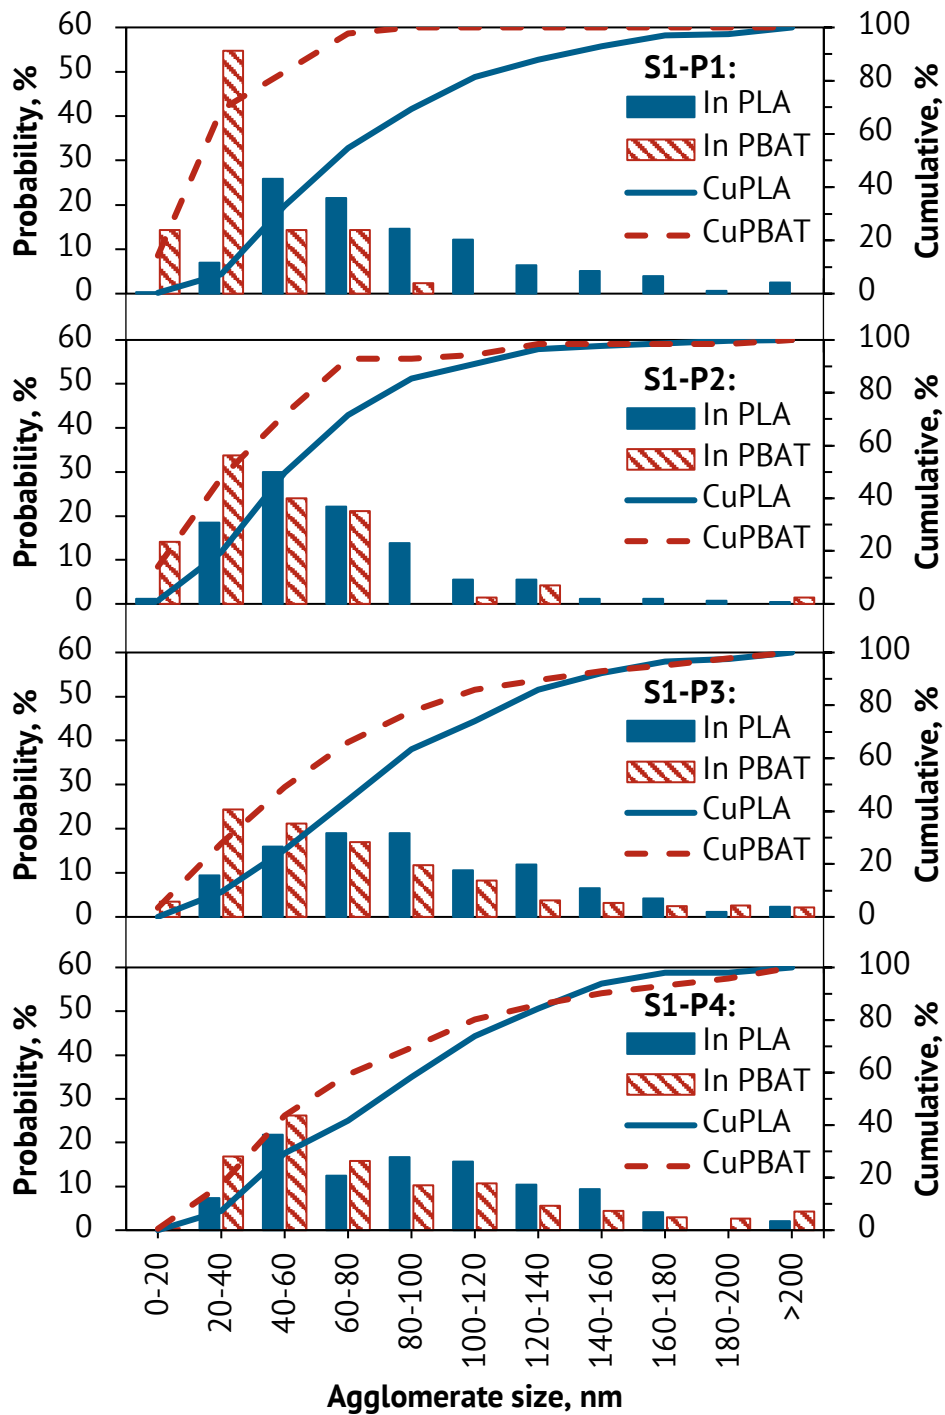 Probability, %
60
50
40
30
20
10
0
S1-P1:
In PLA
In PBAT
CuPLA
CuPBAT
100
80
60
40
20
0
Cumulative, %
Probability, %
60
50
40
30
20
10
0
S1-P2:
In PLA
In PBAT
CuPLA
CuPBAT
100
80
60
40
20
0
Cumulative, %
Probability, %
60
50
40
30
20
10
0
S1-P3:
In PLA
In PBAT
CuPLA
CuPBAT
100
80
60
40
20
0
Cumulative, %
Probability, %
60
50
40
30
20
10
0
S1-P4:
In PLA
In PBAT
CuPLA
CuPBAT
100
80
60
40
20
0
Cumulative, %
0-20
20-40
40-60
60-80
80-100
100-120
120-140
140-160
160-180
180-200
>200
Agglomerate size, nm